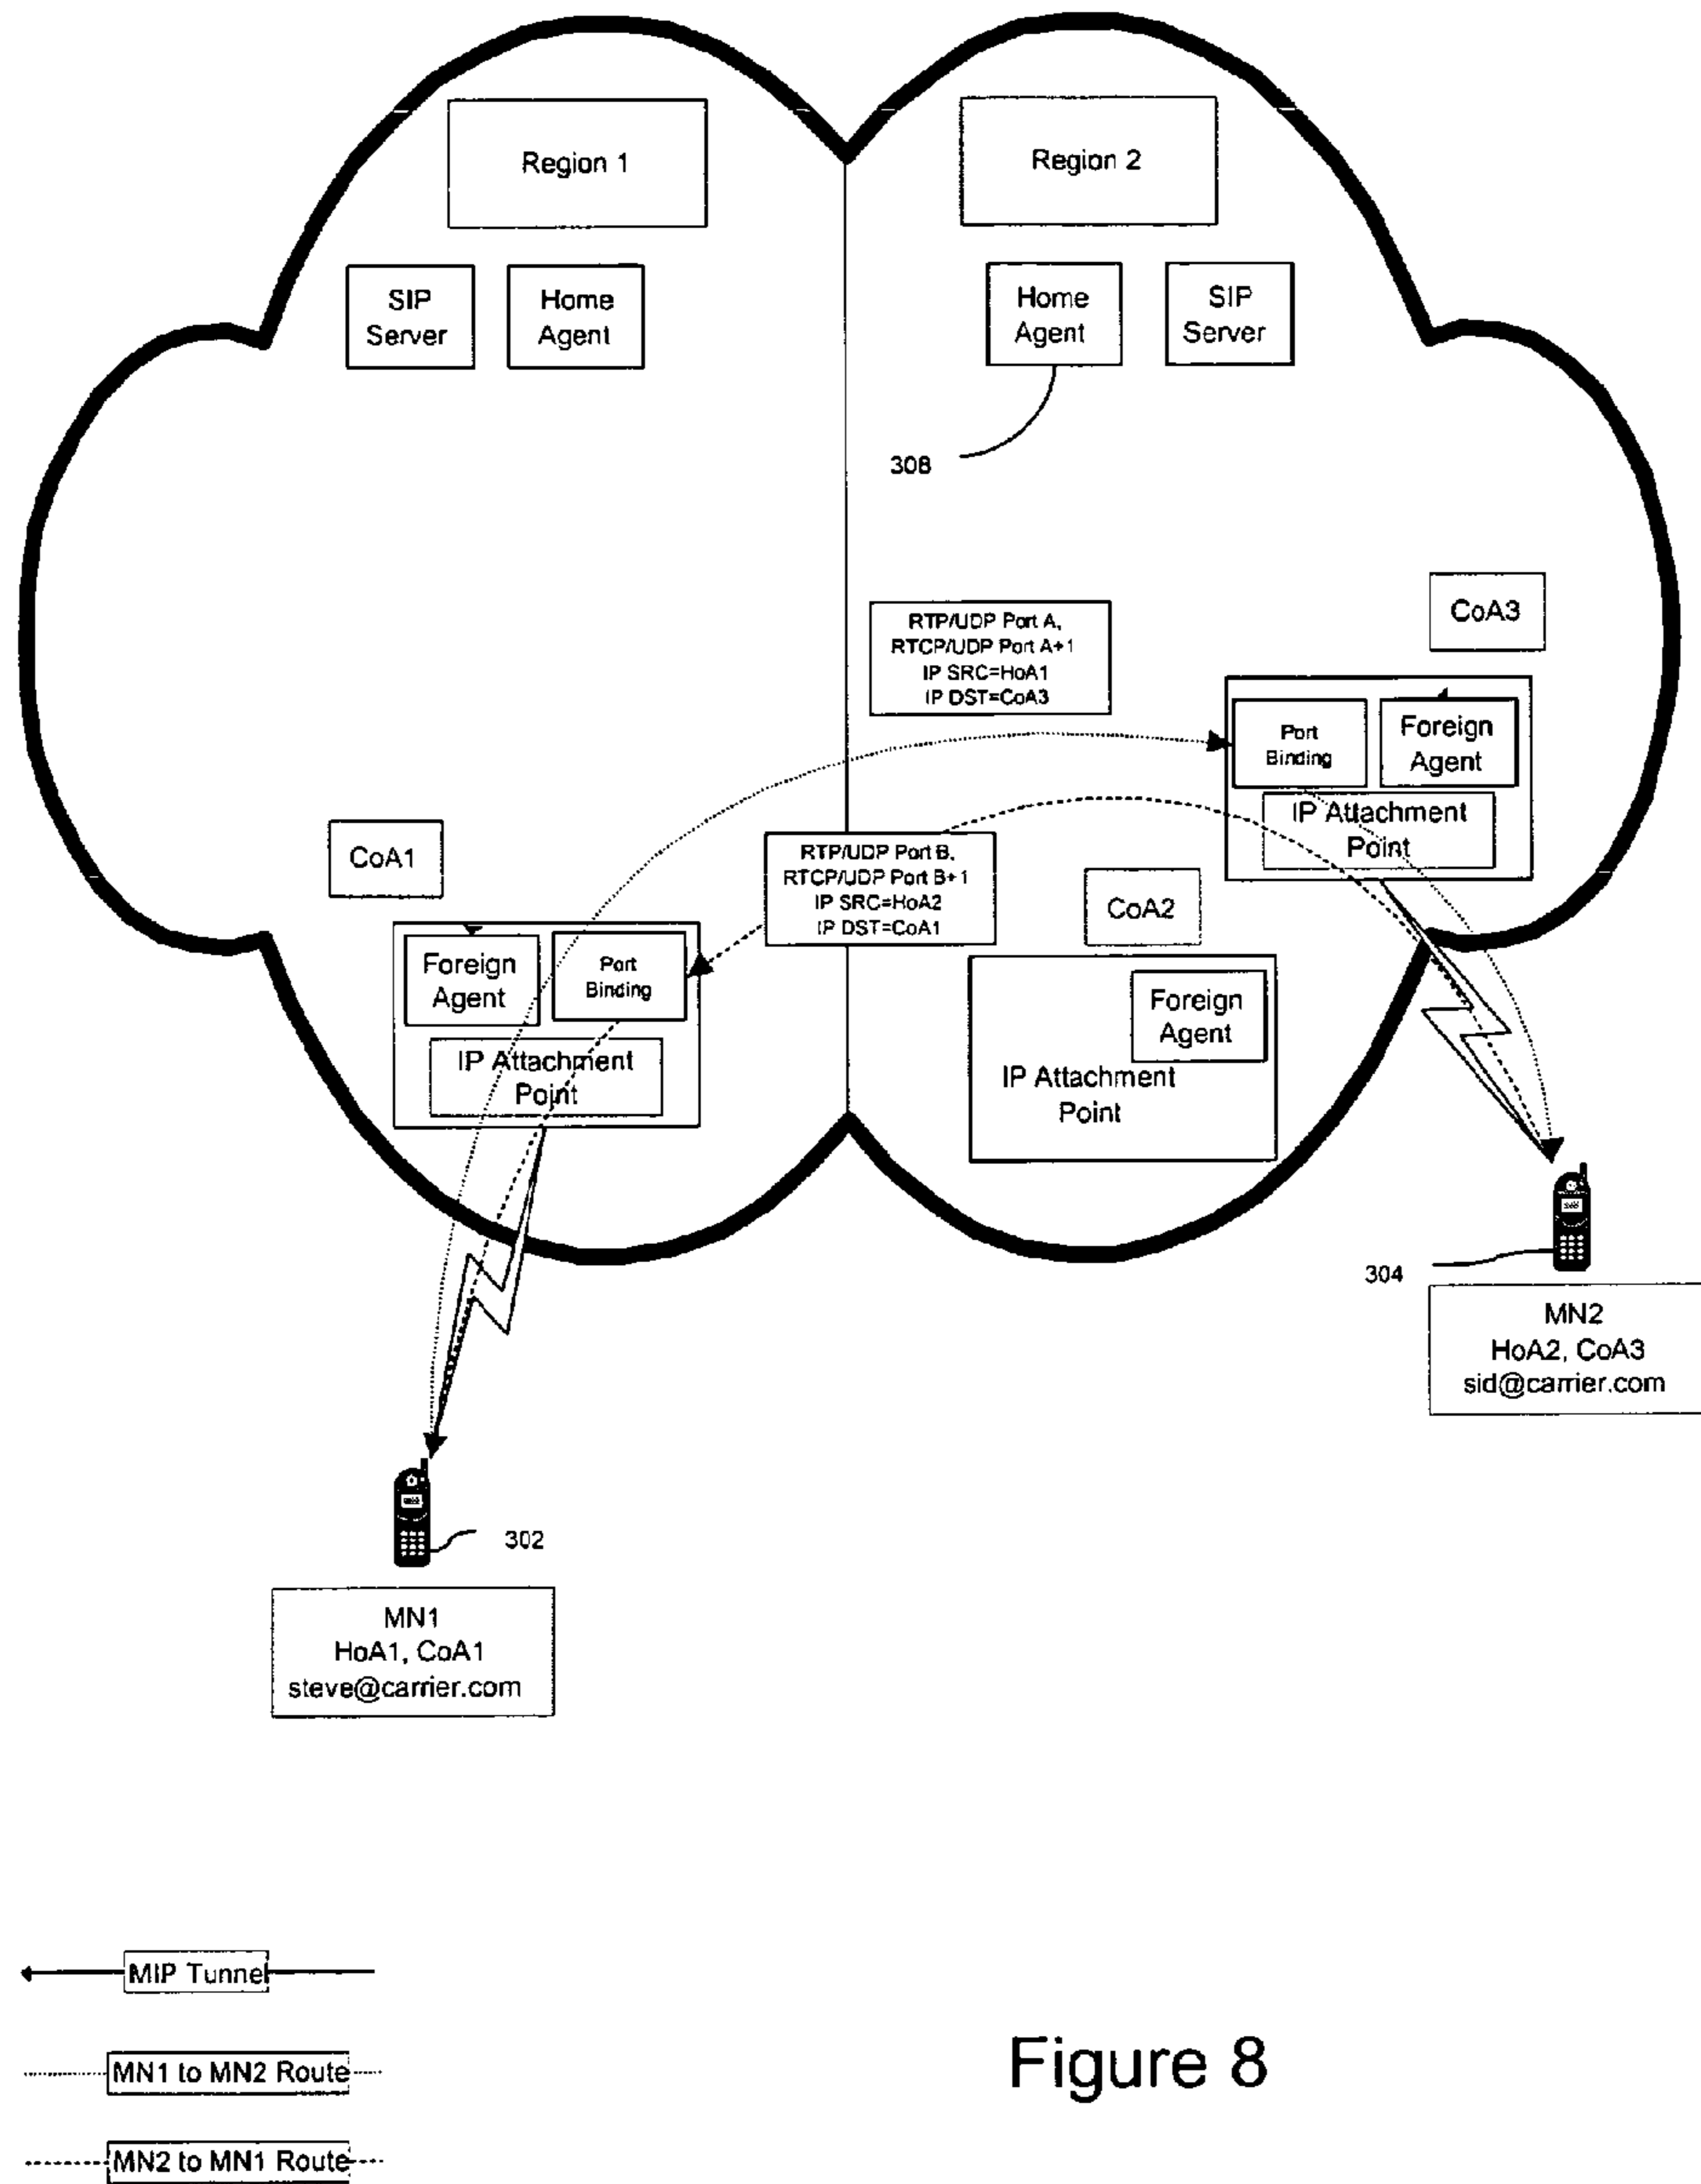 Region 1
Region 2
SIP
Server
Home
Agent
Home
Agent
SIP
Server
308
CoA3
RTP/UDP Port A,
RTCP/UDP Port A+1
IP SRC=HoA1
IP DST=CoA3
Port
Binding
Foreign
Agent
IP Attachment
Point
CoA1
RTP/UDP Port B,
RTCP/UDP Port B+1
IP SRC=HoA2
IP DST=CoA1
CoA2
Foreign
Agent
Port
Binding
IP Attachment
Point
Foreign
Agent
IP Attachment
Point
304
MN2
HoA2, CoA3
sid@carrier.com
302
MN1
HoA1, CoA1
steve@carrier.com
MIP Tunnel
MN1 to MN2 Route
MN2 to MN1 Route
Figure 8